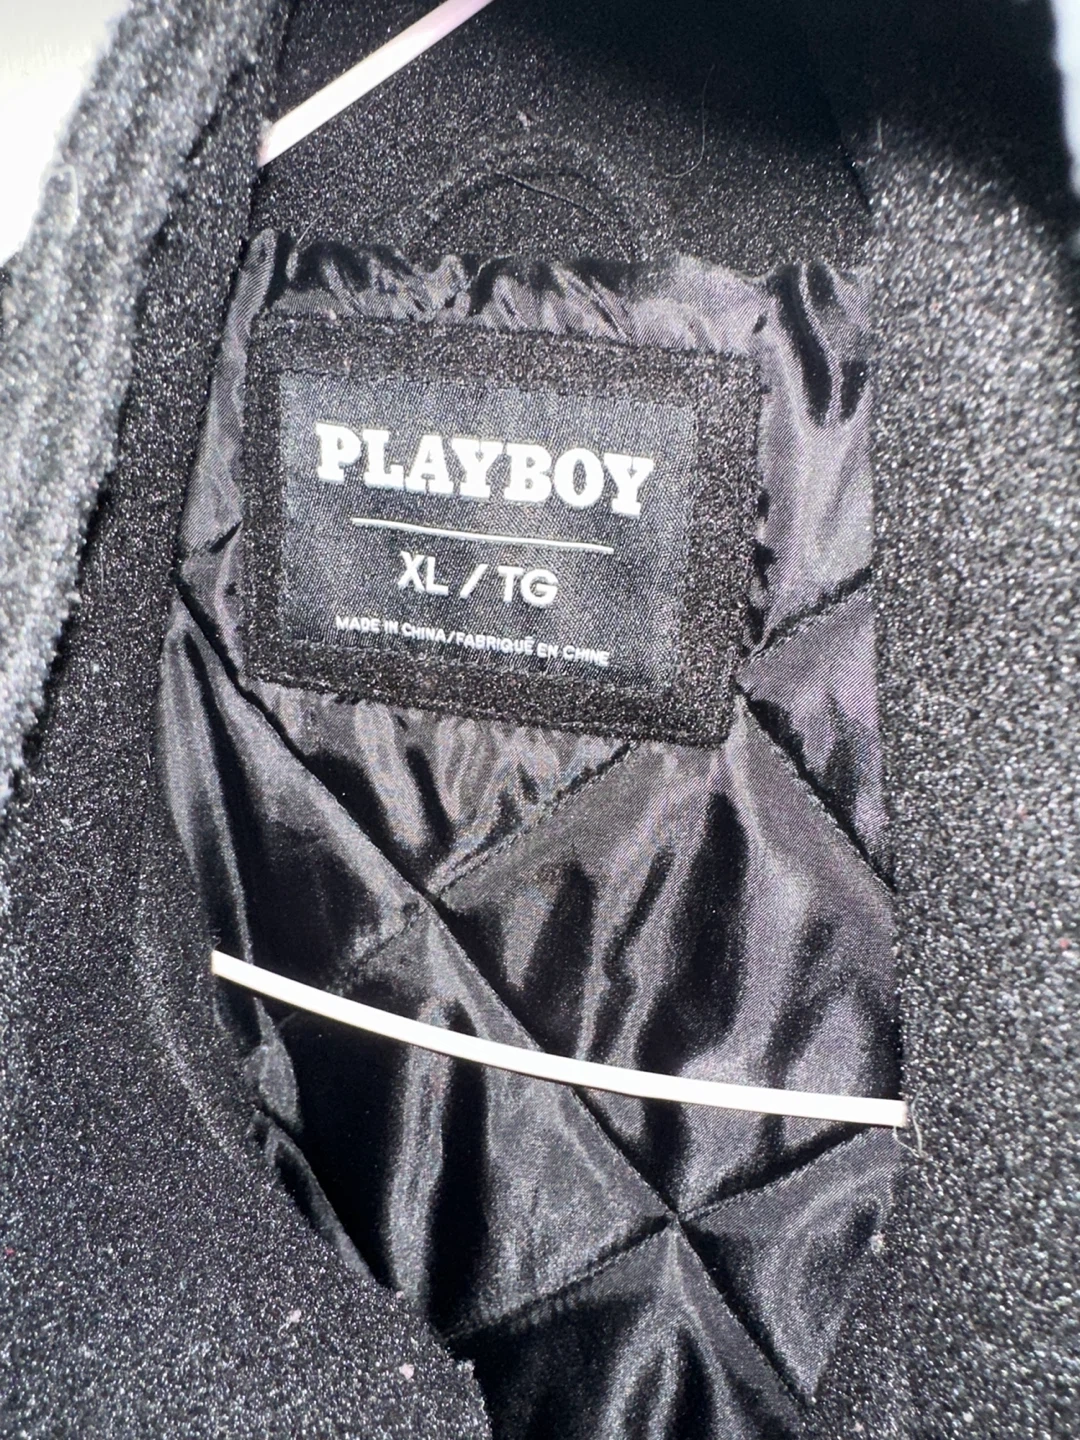 PLAYBOY
XL / TG
MADE IN CHINA/FABRIQUÉ EN CHINE